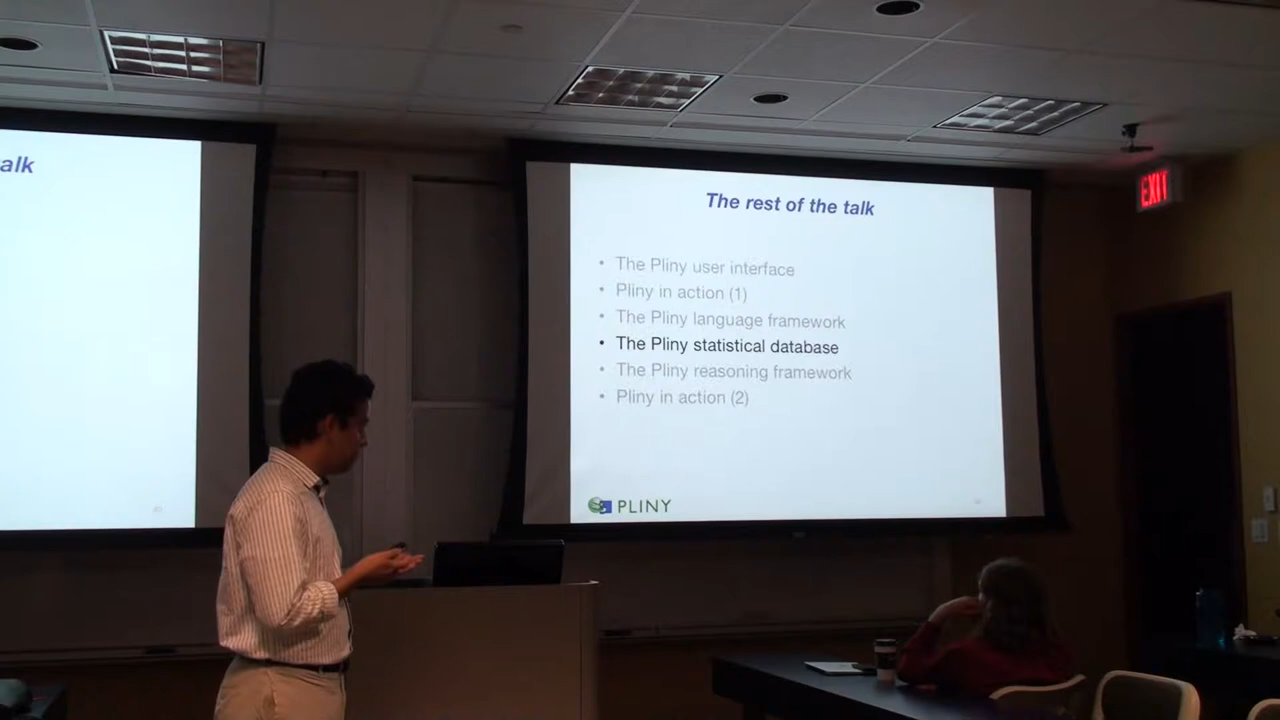 alk
The rest of the talk
• The Pliny user interface
• Pliny in action (1)
• The Pliny language framework
• The Pliny statistical database
• The Pliny reasoning framework
• Pliny in action (2)
PLINY
EXIT